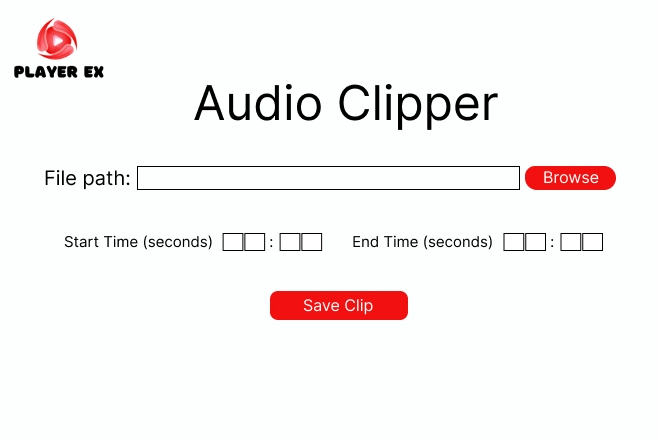 PLAYER EX
Audio Clipper
File path:
Browse
Start Time (seconds) : End Time (seconds) :
Save Clip